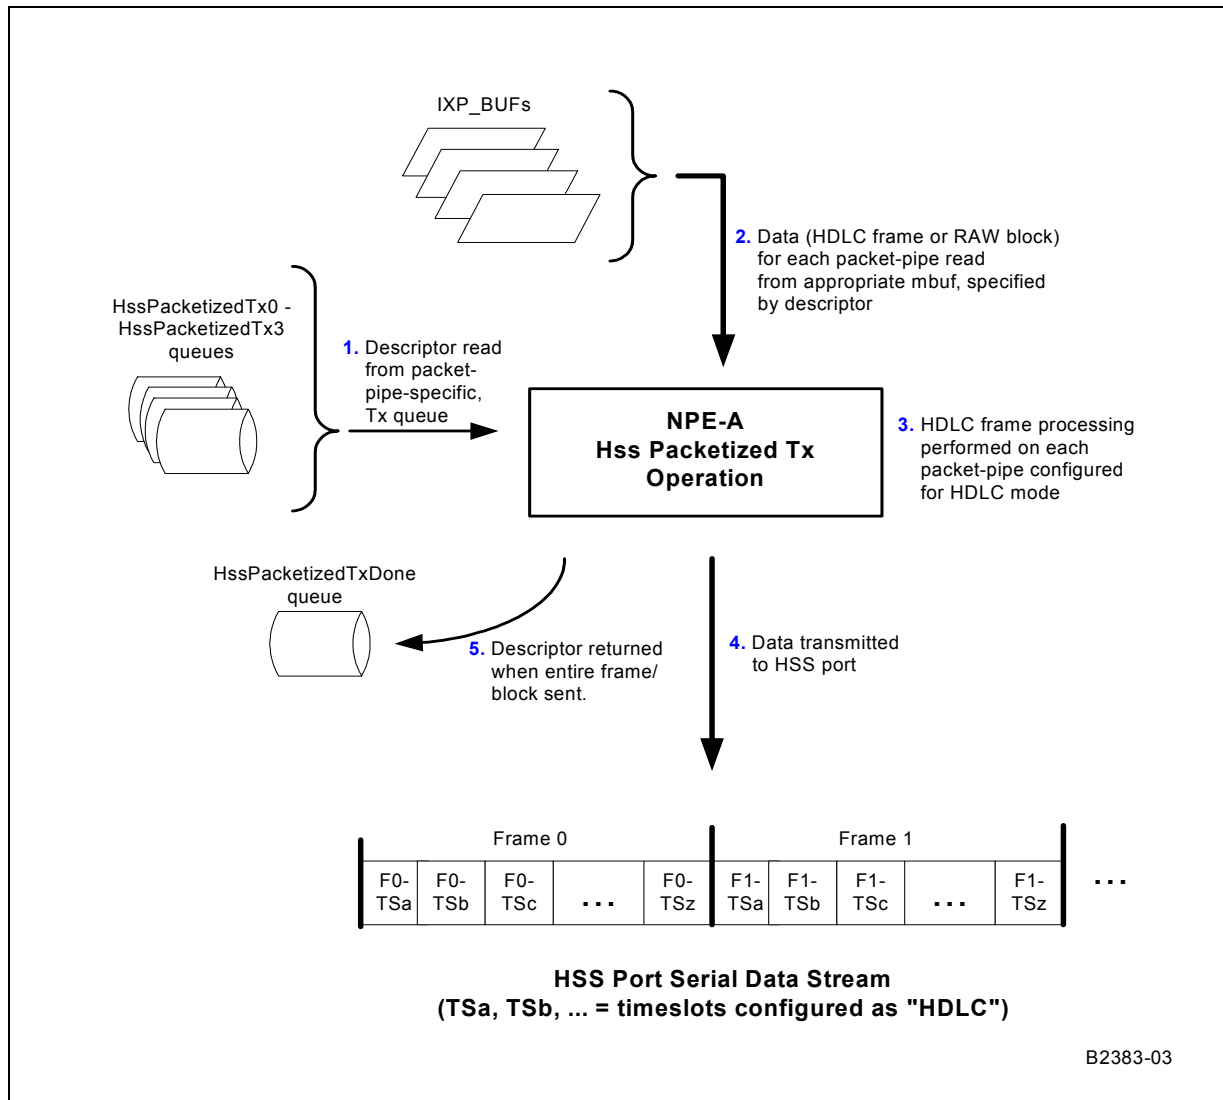 IXP_BUFs
2. Data (HDLC frame or RAW block)
for each packet-pipe read
from appropriate mbuf, specified
by descriptor
HssPacketizedTx0 -
HssPacketizedTx3
queues
1. Descriptor read
from packet-
pipe-specific,
Tx queue
NPE-A
Hss Packetized Tx
Operation
3. HDLC frame processing
performed on each
packet-pipe configured
for HDLC mode
HssPacketizedTxDone
queue
5. Descriptor returned
when entire frame/
block sent.
4. Data transmitted
to HSS port
Frame 0
Frame 1
F0-
TSa
F0-
TSb
F0-
TSc
...
F0-
TSz
F1-
TSa
F1-
TSb
F1-
TSc
...
F1-
TSz
...
HSS Port Serial Data Stream
(TSa, TSb, ... = timeslots configured as "HDLC")
B2383-03